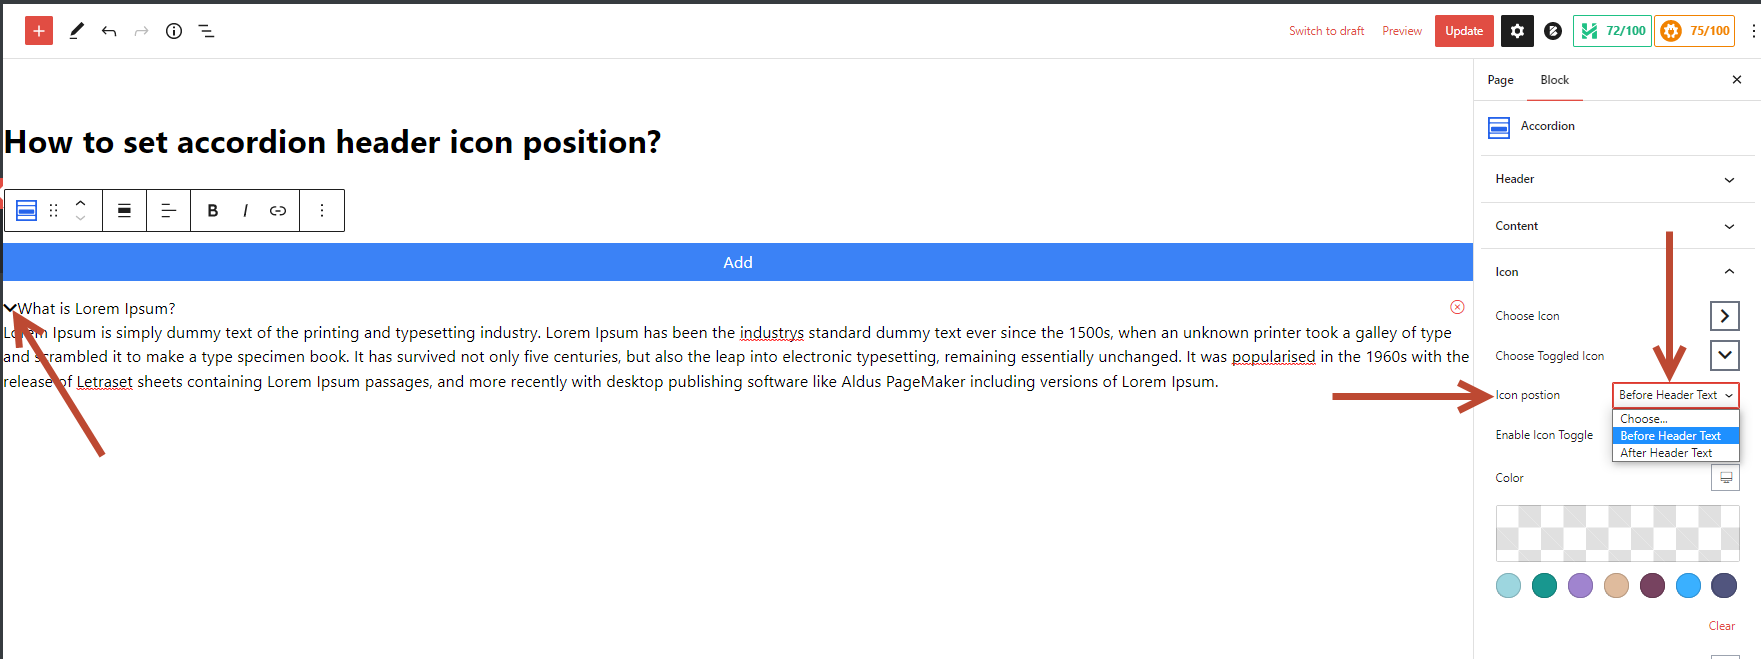 Switch to draft
Preview
Update
72/100
75/100
Page
Block
Accordion
How to set accordion header icon position?
Header
B I
Content
Add
Icon
What is Lorem Ipsum?
Lorem Ipsum is simply dummy text of the printing and typesetting industry. Lorem Ipsum has been the industrys standard dummy text ever since the 1500s, when an unknown printer took a galley of type
and scrambled it to make a type specimen book. It has survived not only five centuries, but also the leap into electronic typesetting, remaining essentially unchanged. It was popularised in the 1960s with the
release of Letraset sheets containing Lorem Ipsum passages, and more recently with desktop publishing software like Aldus PageMaker including versions of Lorem Ipsum.
Choose Icon
Choose Toggled Icon
Icon postion
Before Header Text
Choose...
Before Header Text
After Header Text
Enable Icon Toggle
Color
Clear